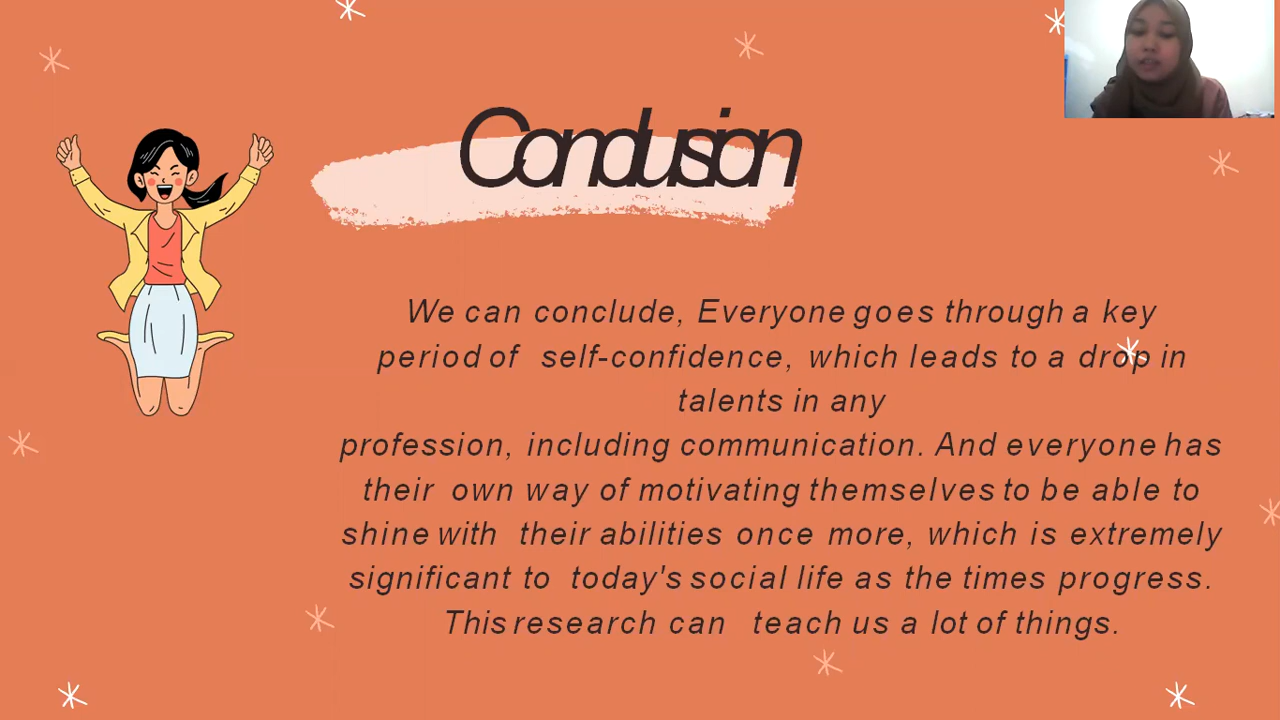 Conclusion
We can conclude, Everyone goes through a key
period of self-confidence, which leads to a drop in
talents in any
profession, including communication. And everyone has
their own way of motivating themselves to be able to
shine with their abilities once more, which is extremely
significant to today's social life as the times progress.
This research can teach us a lot of things.